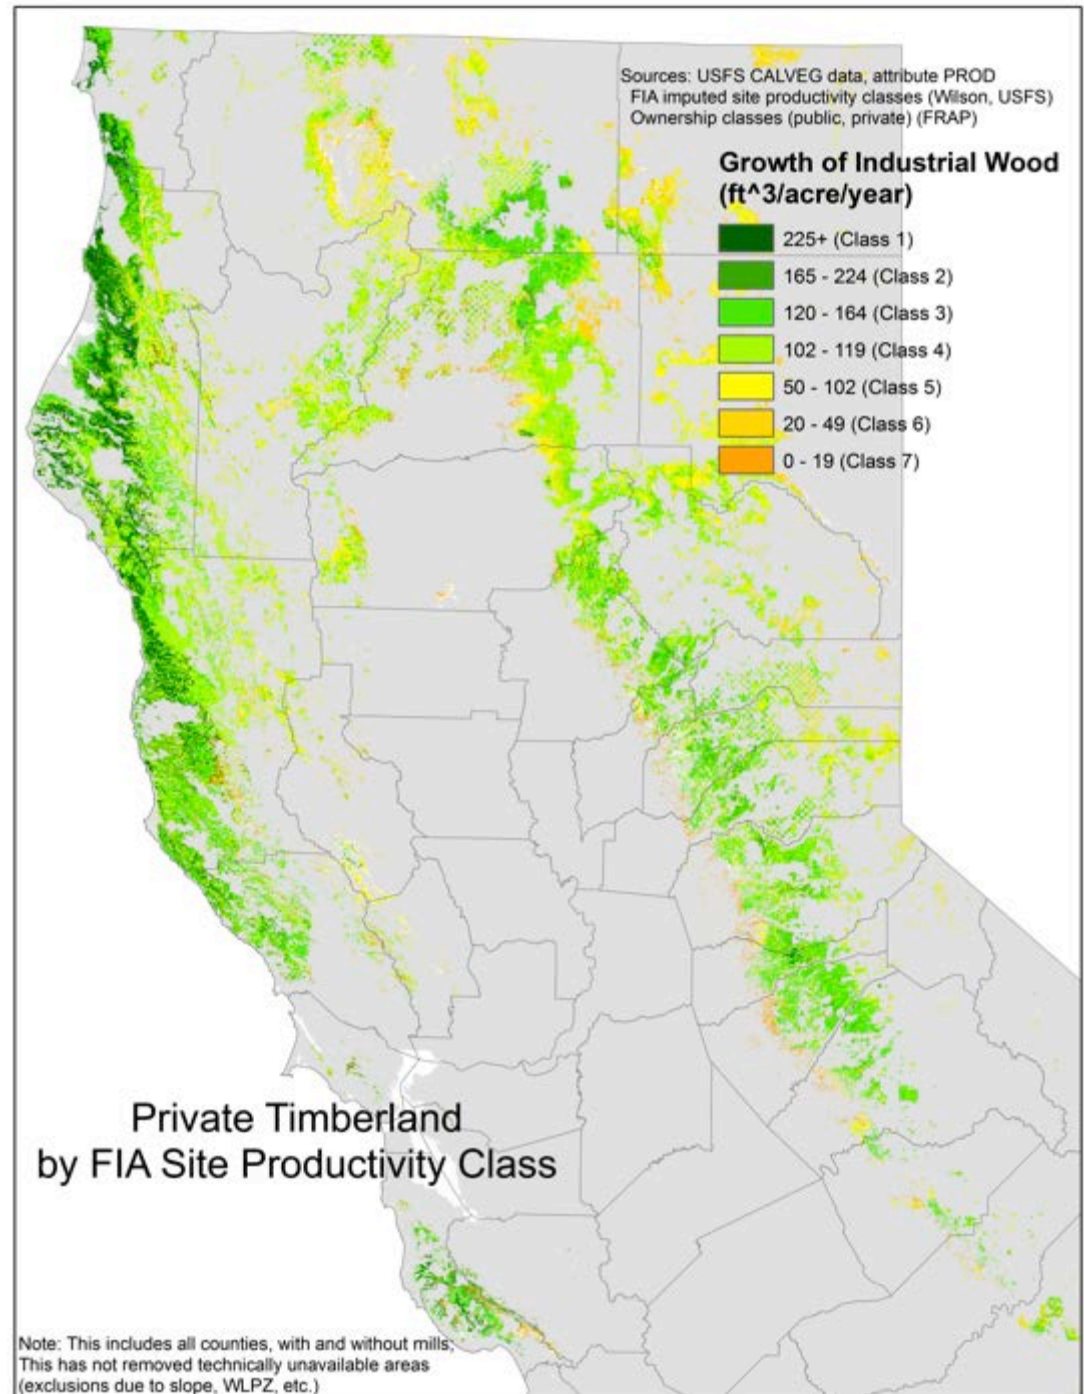 Sources: USFS CALVEG data, attribute PROD
FIA imputed site productivity classes (Wilson, USFS)
Ownership classes (public, private) (FRAP)
Growth of Industrial Wood
(ft^3/acre/year)
225+ (Class 1)
165 - 224 (Class 2)
120 - 164 (Class 3)
102 - 119 (Class 4)
50 - 102 (Class 5)
20 - 49 (Class 6)
0 - 19 (Class 7)
Private Timberland
by FIA Site Productivity Class
Note: This includes all counties, with and without mills;
This has not removed technically unavailable areas
(exclusions due to slope, WLPZ, etc.)